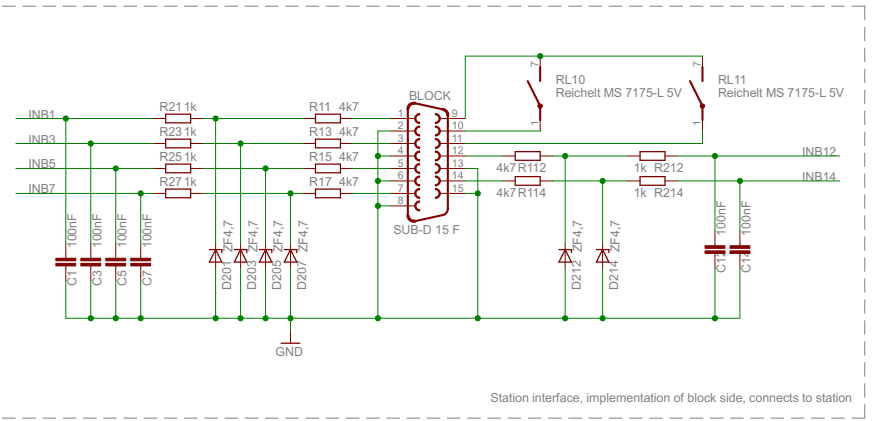 BLOCK
7
7
RL10
Reichelt MS 7175-L 5V
RL11
Reichelt MS 7175-L 5V
1
1
INB1
R21 1k
R11 4k7
1
9
2
10
INB3
R23 1k
R13 4k7
3
11
4
12
4k7 R112
1k R212
INB12
INB5
R25 1k
R15 4k7
5
13
6
14
4k7 R114
1k R214
INB14
INB7
R27 1k
R17 4k7
7
15
8
SUB-D 15 F
100nF
100nF
100nF
100nF
C1
C3
C5
C7
ZF4,7
ZF4,7
ZF4,7
ZF4,7
D201
D203
D205
D207
ZF4,7
ZF4,7
D212
D214
100nF
100nF
C12
C14
GND
Station interface, implementation of block side, connects to station